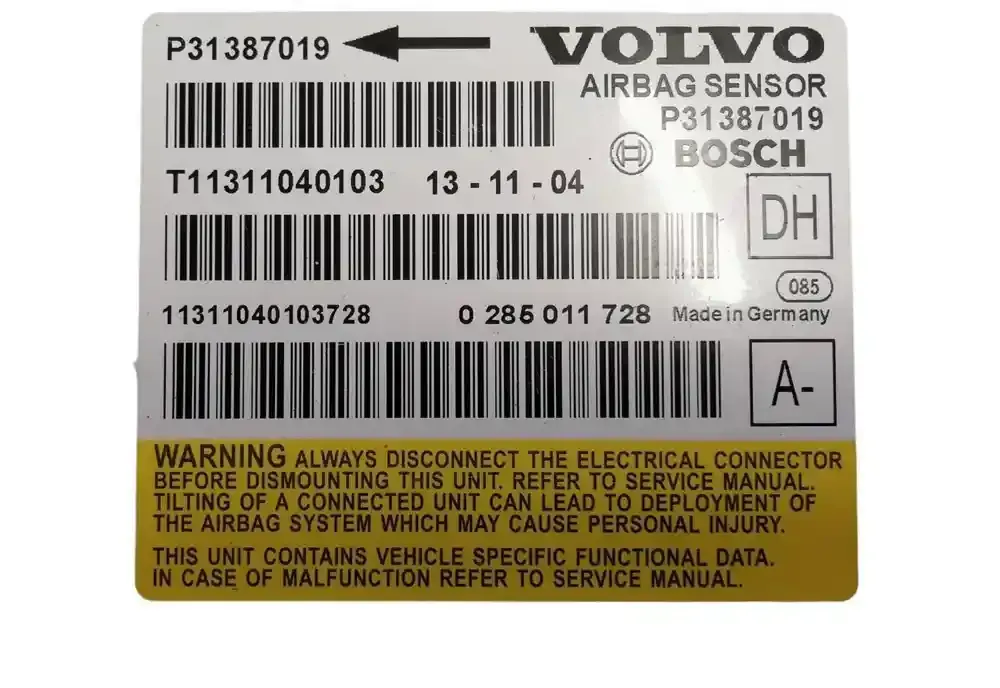 P31387019
VOLVO
AIRBAG SENSOR
P31387019
BOSCH
T11311040103 13 - 11 - 04
DH
085
11311040103728 0 285 011 728 Made in Germany
A-
WARNING ALWAYS DISCONNECT THE ELECTRICAL CONNECTOR
BEFORE DISMOUNTING THIS UNIT. REFER TO SERVICE MANUAL.
TILTING OF A CONNECTED UNIT CAN LEAD TO DEPLOYMENT OF
THE AIRBAG SYSTEM WHICH MAY CAUSE PERSONAL INJURY.
THIS UNIT CONTAINS VEHICLE SPECIFIC FUNCTIONAL DATA.
IN CASE OF MALFUNCTION REFER TO SERVICE MANUAL.